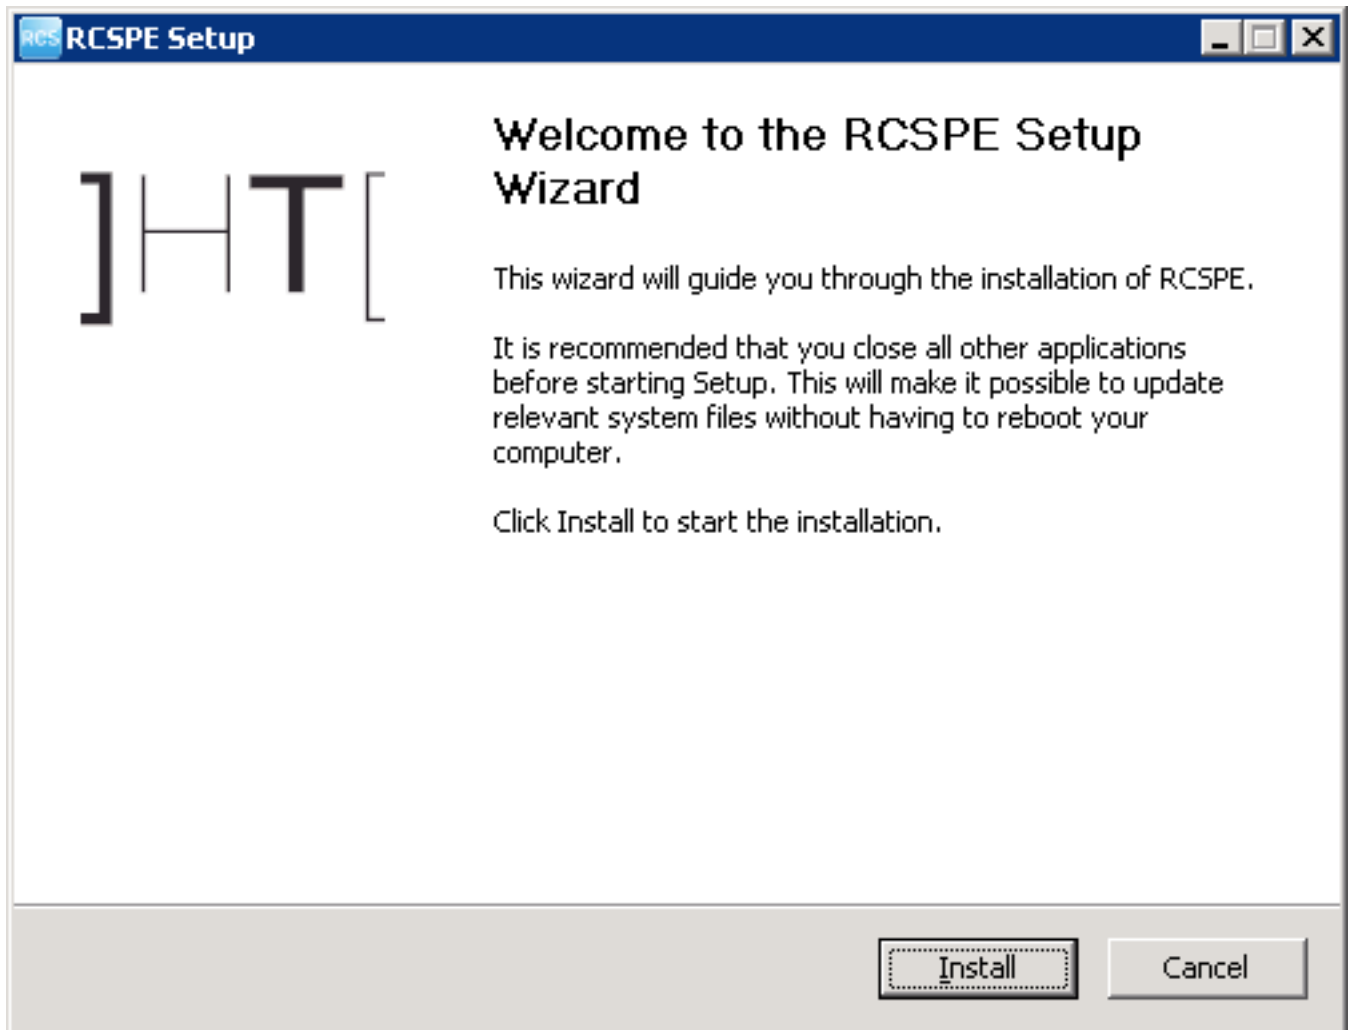 RCS RCSPE Setup
]HT[
Welcome to the RCSPE Setup
Wizard
This wizard will guide you through the installation of RCSPE.
It is recommended that you close all other applications
before starting Setup. This will make it possible to update
relevant system files without having to reboot your
computer.
Click Install to start the installation.
Install
Cancel